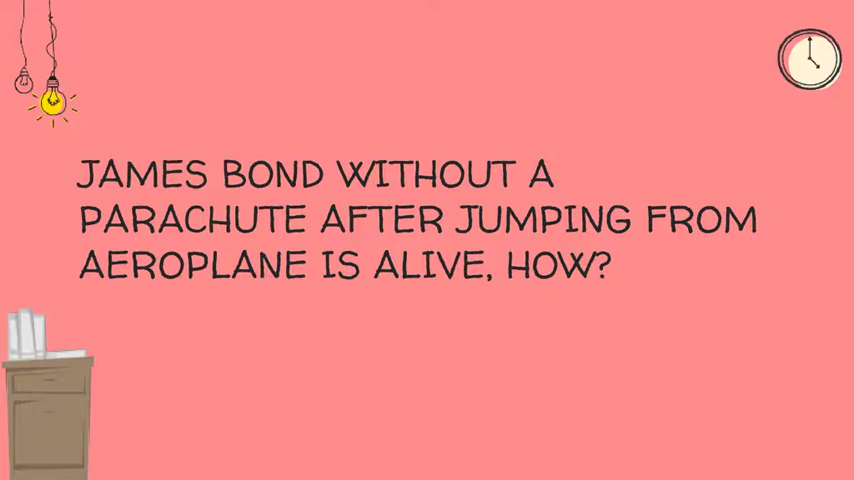 JAMES BOND WITHOUT A
PARACHUTE AFTER JUMPING FROM
AEROPLANE IS ALIVE, HOW?